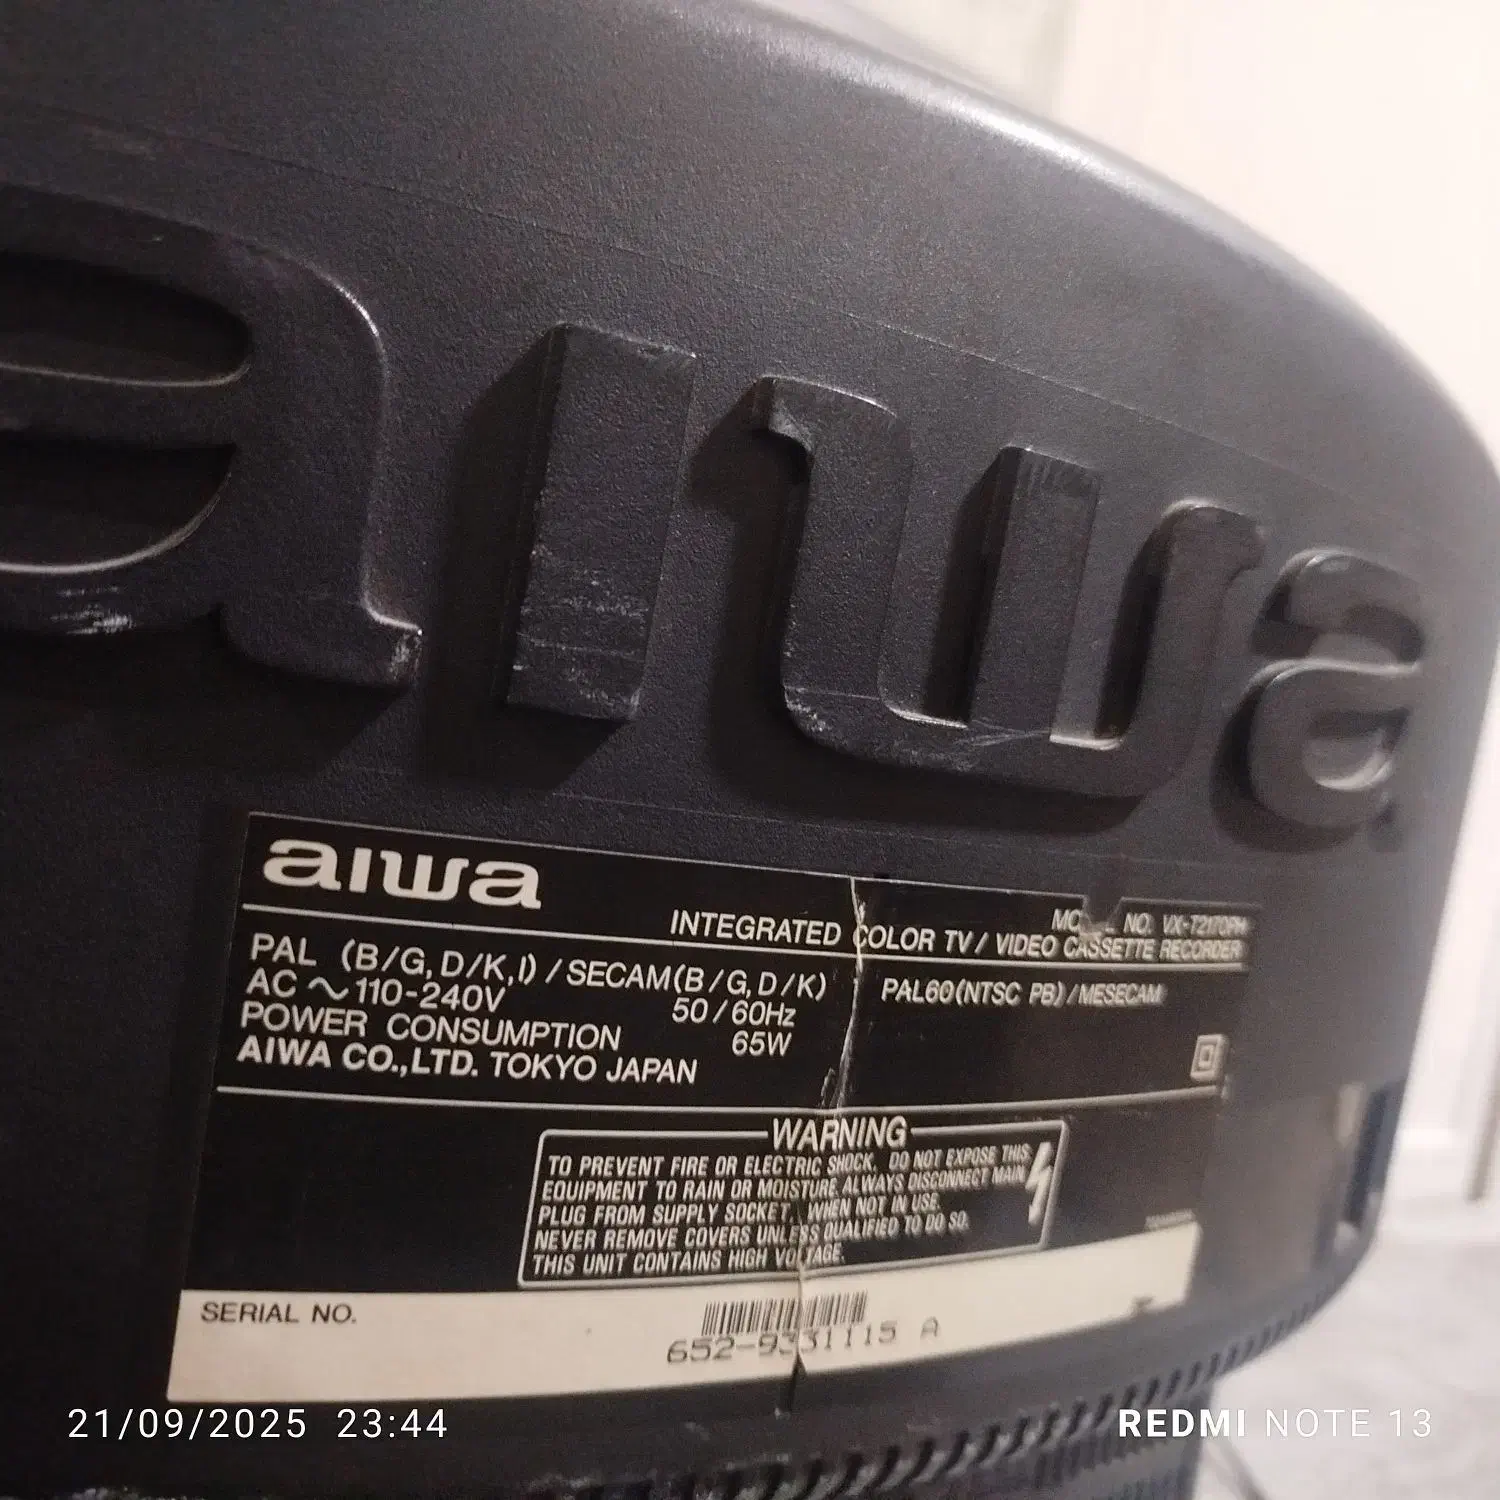 aiwa
aiwa
NO.
INTEGRATED COLOR TV / VIDEO CASSETTE RECORDER
PAL (B/G, D/K, I) / SECAM(B/G, D/K) PAL60(NTSC PB) / MESECAM
AC ~ 110-240V 50/60Hz
POWER CONSUMPTION 65W
AIWA CO.,LTD. TOKYO JAPAN
WARNING
TO PREVENT FIRE OR ELECTRIC SHOCK, DO NOT EXPOSE THIS
EQUIPMENT TO RAIN OR MOISTURE. ALWAYS DISCONNECT MAIN
PLUG FROM SUPPLY SOCKET, WHEN NOT IN USE.
NEVER REMOVE COVERS UNLESS QUALIFIED TO DO SO.
THIS UNIT CONTAINS HIGH VOLTAGE.
SERIAL NO.
652-9331115 A
21/09/2025 23:44
REDMI NOTE 13